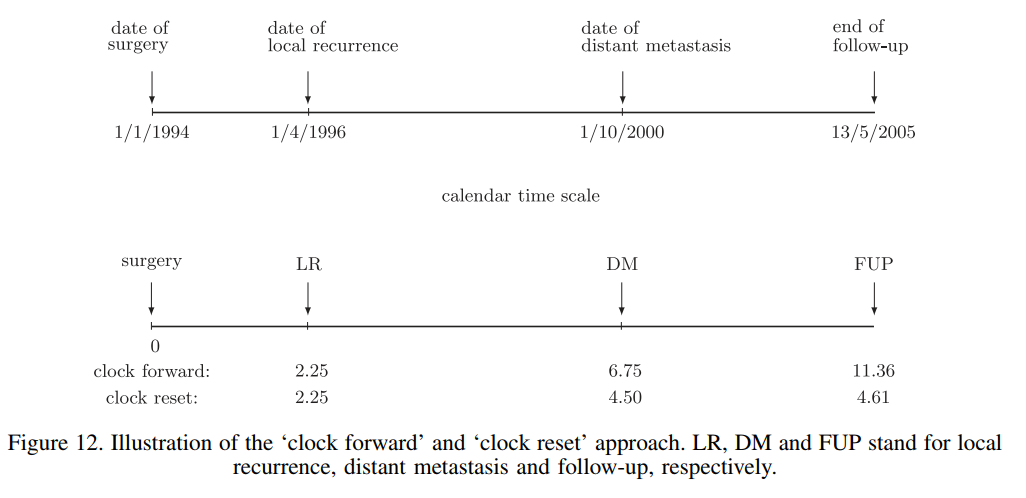 date of
surgery
date of
local recurrence
date of
distant metastasis
end of
follow-up
1/1/1994
1/4/1996
1/10/2000
13/5/2005
calendar time scale
surgery
LR
DM
FUP
0
clock forward:
2.25
6.75
11.36
clock reset:
2.25
4.50
4.61
Figure 12. Illustration of the ‘clock forward’ and ‘clock reset’ approach. LR, DM and FUP stand for local
recurrence, distant metastasis and follow-up, respectively.